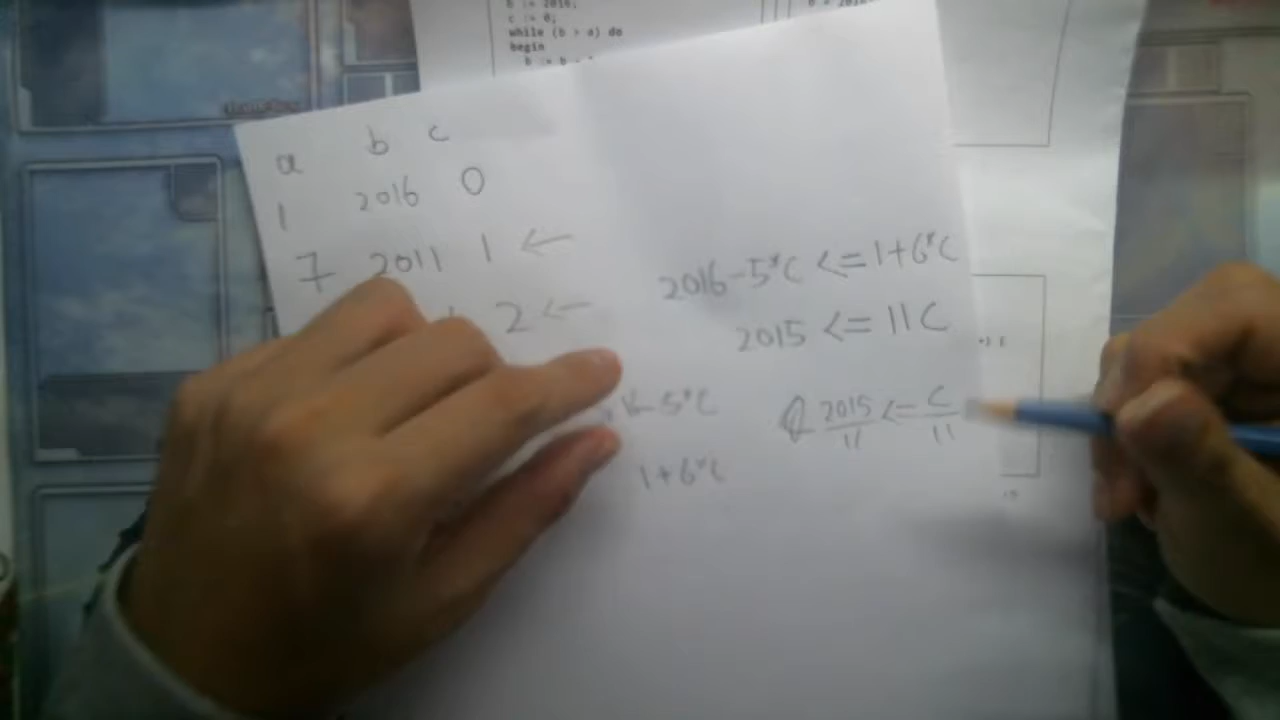 c := 0;
while (b > a) do
begin
a b c
1 2016 0
7 2011 1 ←
2 ←
2016-5*C <= 1+6*C
2015 <= 11C
-5*C
1+6*C
2015/11 <= C/11